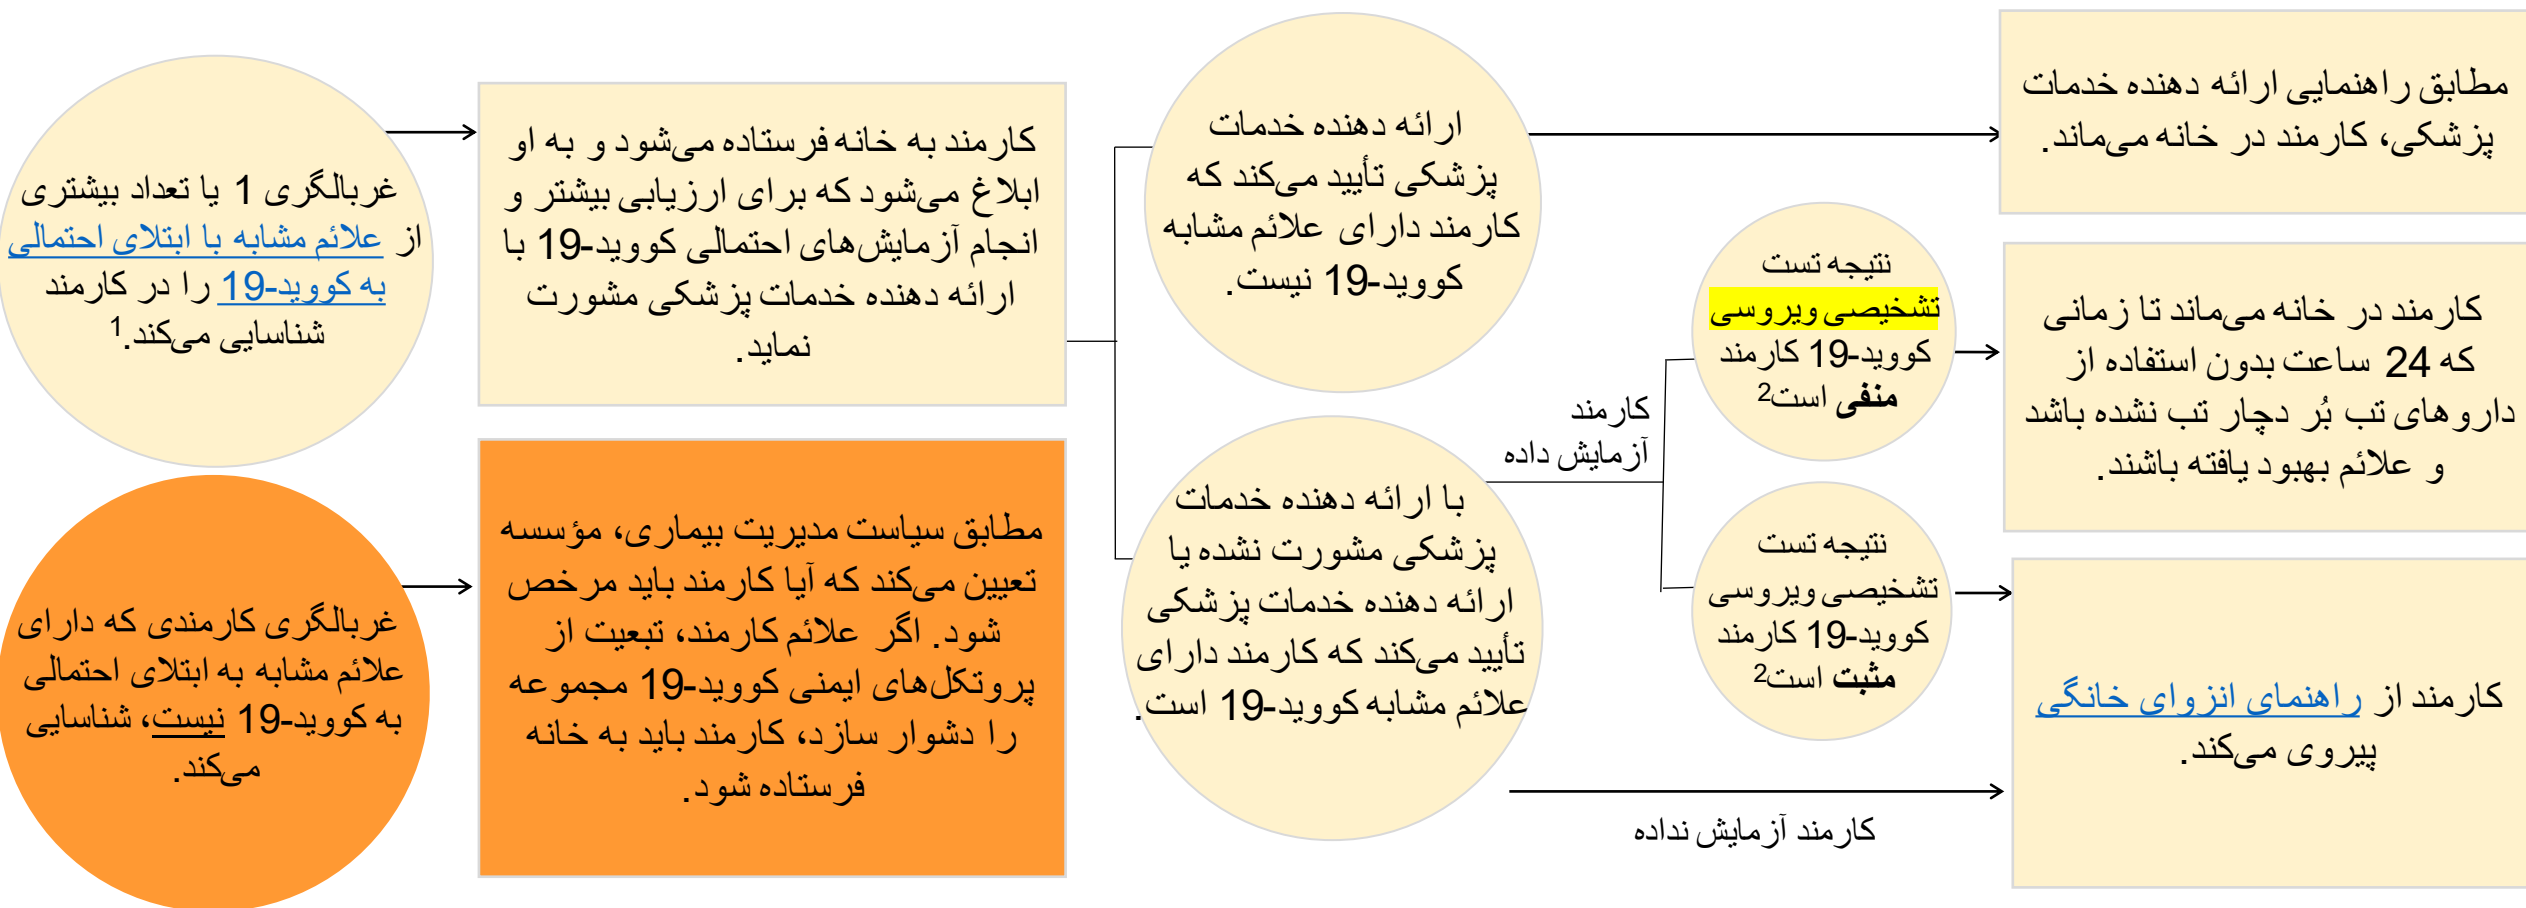 غربالگری 1 یا تعداد بیشتری
از علائم مشابه با ابتلای احتمالی
به کووید-19 را در کارمند
شناسایی می‌کند.1
کارمند به خانه فرستاده می‌شود و به او
ابلاغ می‌شود که برای ارزیابی بیشتر و
انجام آزمایش‌های احتمالی کووید-19 با
ارائه دهنده خدمات پزشکی مشورت
نماید.
ارائه دهنده خدمات
پزشکی تأیید می‌کند که
کارمند دارای علائم مشابه
کووید-19 نیست.
مطابق راهنمایی ارائه دهنده خدمات
پزشکی، کارمند در خانه می‌ماند.
با ارائه دهنده خدمات
پزشکی مشورت نشده یا
ارائه دهنده خدمات پزشکی
تأیید می‌کند که کارمند دارای
علائم مشابه کووید-19 است.
کارمند
آزمایش داده
نتیجه تست
تشخیصی ویروسی
کووید-19 کارمند
منفی است2
کارمند در خانه می‌ماند تا زمانی
که 24 ساعت بدون استفاده از
داروهای تب بُر دچار تب نشده باشد
و علائم بهبود یافته باشند.
نتیجه تست
تشخیصی ویروسی
کووید-19 کارمند
مثبت است2
کارمند از راهنمای انزوای خانگی
پیروی می‌کند.
کارمند آزمایش نداده
غربالگری کارمندی که دارای
علائم مشابه به ابتلای احتمالی
به کووید-19 نیست، شناسایی
می‌کند.
مطابق سیاست مدیریت بیماری، مؤسسه
تعیین می‌کند که آیا کارمند باید مرخص
شود. اگر علائم کارمند، تبعیت از
پروتکل‌های ایمنی کووید-19 مجموعه
را دشوار سازد، کارمند باید به خانه
فرستاده شود.